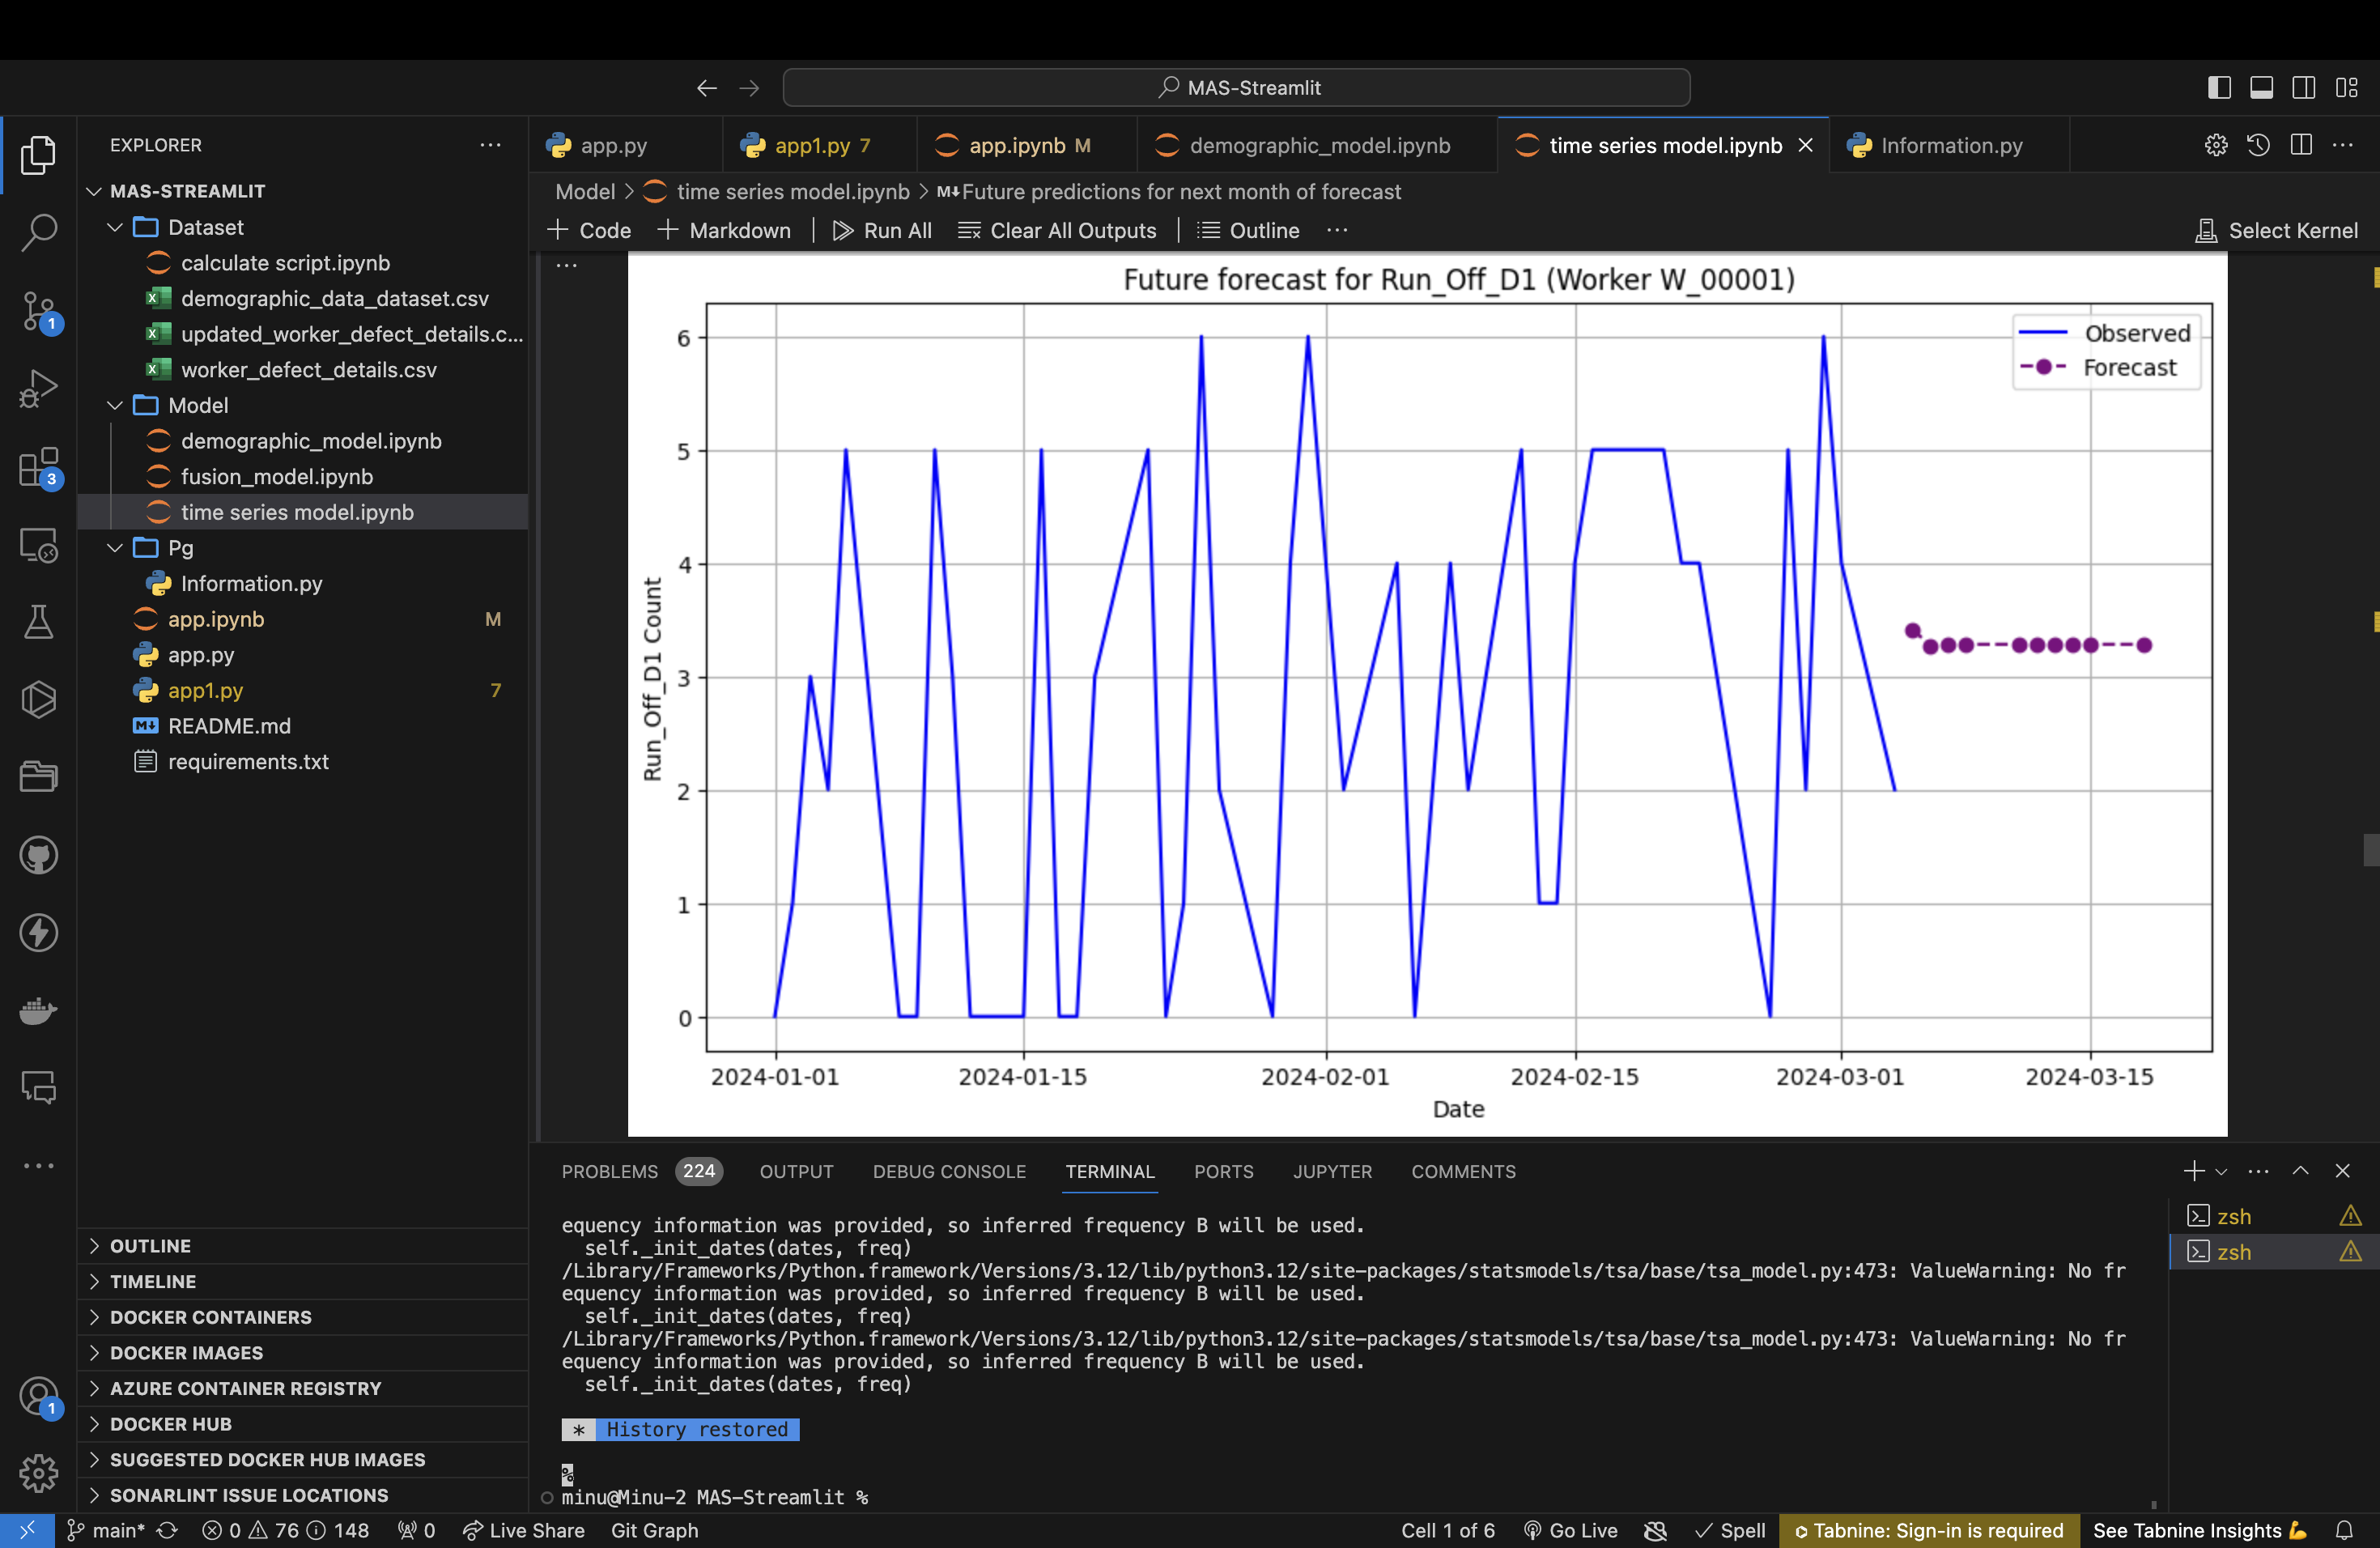 MAS-Streamlit
EXPLORER
MAS-STREAMLIT
Dataset
calculate script.ipynb
demographic_data_dataset.csv
updated_worker_defect_details.c...
worker_defect_details.csv
Model
demographic_model.ipynb
fusion_model.ipynb
time series model.ipynb
Pg
Information.py
app.ipynb M
app.py
app1.py 7
README.md
requirements.txt
OUTLINE
TIMELINE
DOCKER CONTAINERS
DOCKER IMAGES
AZURE CONTAINER REGISTRY
DOCKER HUB
SUGGESTED DOCKER HUB IMAGES
SONARLINT ISSUE LOCATIONS
1
3
1
app.py app1.py 7 app.ipynb M demographic_model.ipynb time series model.ipynb Information.py
Model > time series model.ipynb > M↓Future predictions for next month of forecast
+ Code + Markdown Run All Clear All Outputs Outline ... Select Kernel
Future forecast for Run_Off_D1 (Worker W_00001)
Observed
Forecast
6
5
4
3
2
1
0
Run_Off_D1 Count
2024-01-01 2024-01-15 2024-02-01 2024-02-15 2024-03-01 2024-03-15
Date
PROBLEMS 224 OUTPUT DEBUG CONSOLE TERMINAL PORTS JUPYTER COMMENTS
equency information was provided, so inferred frequency B will be used.
self._init_dates(dates, freq)
/Library/Frameworks/Python.framework/Versions/3.12/lib/python3.12/site-packages/statsmodels/tsa/base/tsa_model.py:473: ValueWarning: No fr
equency information was provided, so inferred frequency B will be used.
self._init_dates(dates, freq)
/Library/Frameworks/Python.framework/Versions/3.12/lib/python3.12/site-packages/statsmodels/tsa/base/tsa_model.py:473: ValueWarning: No fr
equency information was provided, so inferred frequency B will be used.
self._init_dates(dates, freq)
* History restored
%
minu@Minu-2 MAS-Streamlit %
zsh
zsh
main* 0 76 148 0 Live Share Git Graph Cell 1 of 6 Go Live Spell Tabnine: Sign-in is required See Tabnine Insights 💪